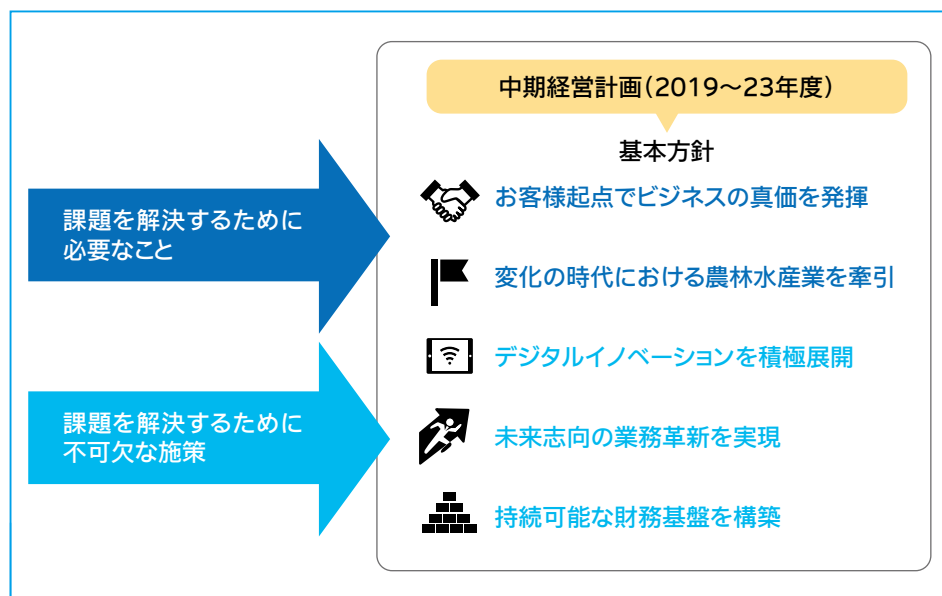 中期経営計画（2019～23年度）
基本方針
課題を解決するために
必要なこと
お客様起点でビジネスの真価を発揮
変化の時代における農林水産業を牽引
課題を解決するために
不可欠な施策
デジタルイノベーションを積極展開
未来志向の業務革新を実現
持続可能な財務基盤を構築